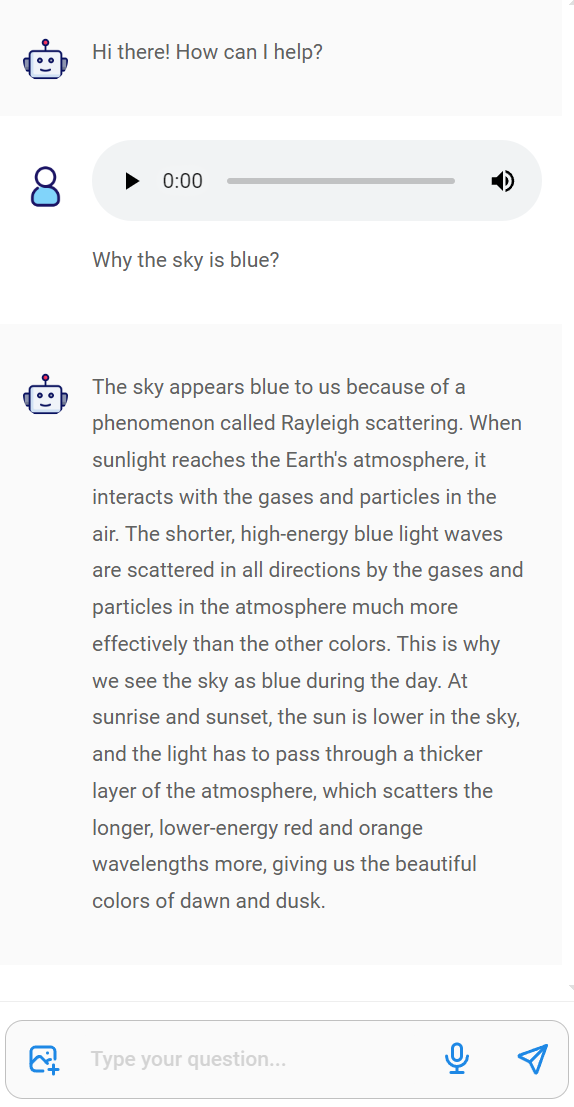 Hi there! How can I help?
0:00
Why the sky is blue?
The sky appears blue to us because of a
phenomenon called Rayleigh scattering. When
sunlight reaches the Earth's atmosphere, it
interacts with the gases and particles in the
air. The shorter, high-energy blue light waves
are scattered in all directions by the gases and
particles in the atmosphere much more
effectively than the other colors. This is why
we see the sky as blue during the day. At
sunrise and sunset, the sun is lower in the sky,
and the light has to pass through a thicker
layer of the atmosphere, which scatters the
longer, lower-energy red and orange
wavelengths more, giving us the beautiful
colors of dawn and dusk.
Type your question...